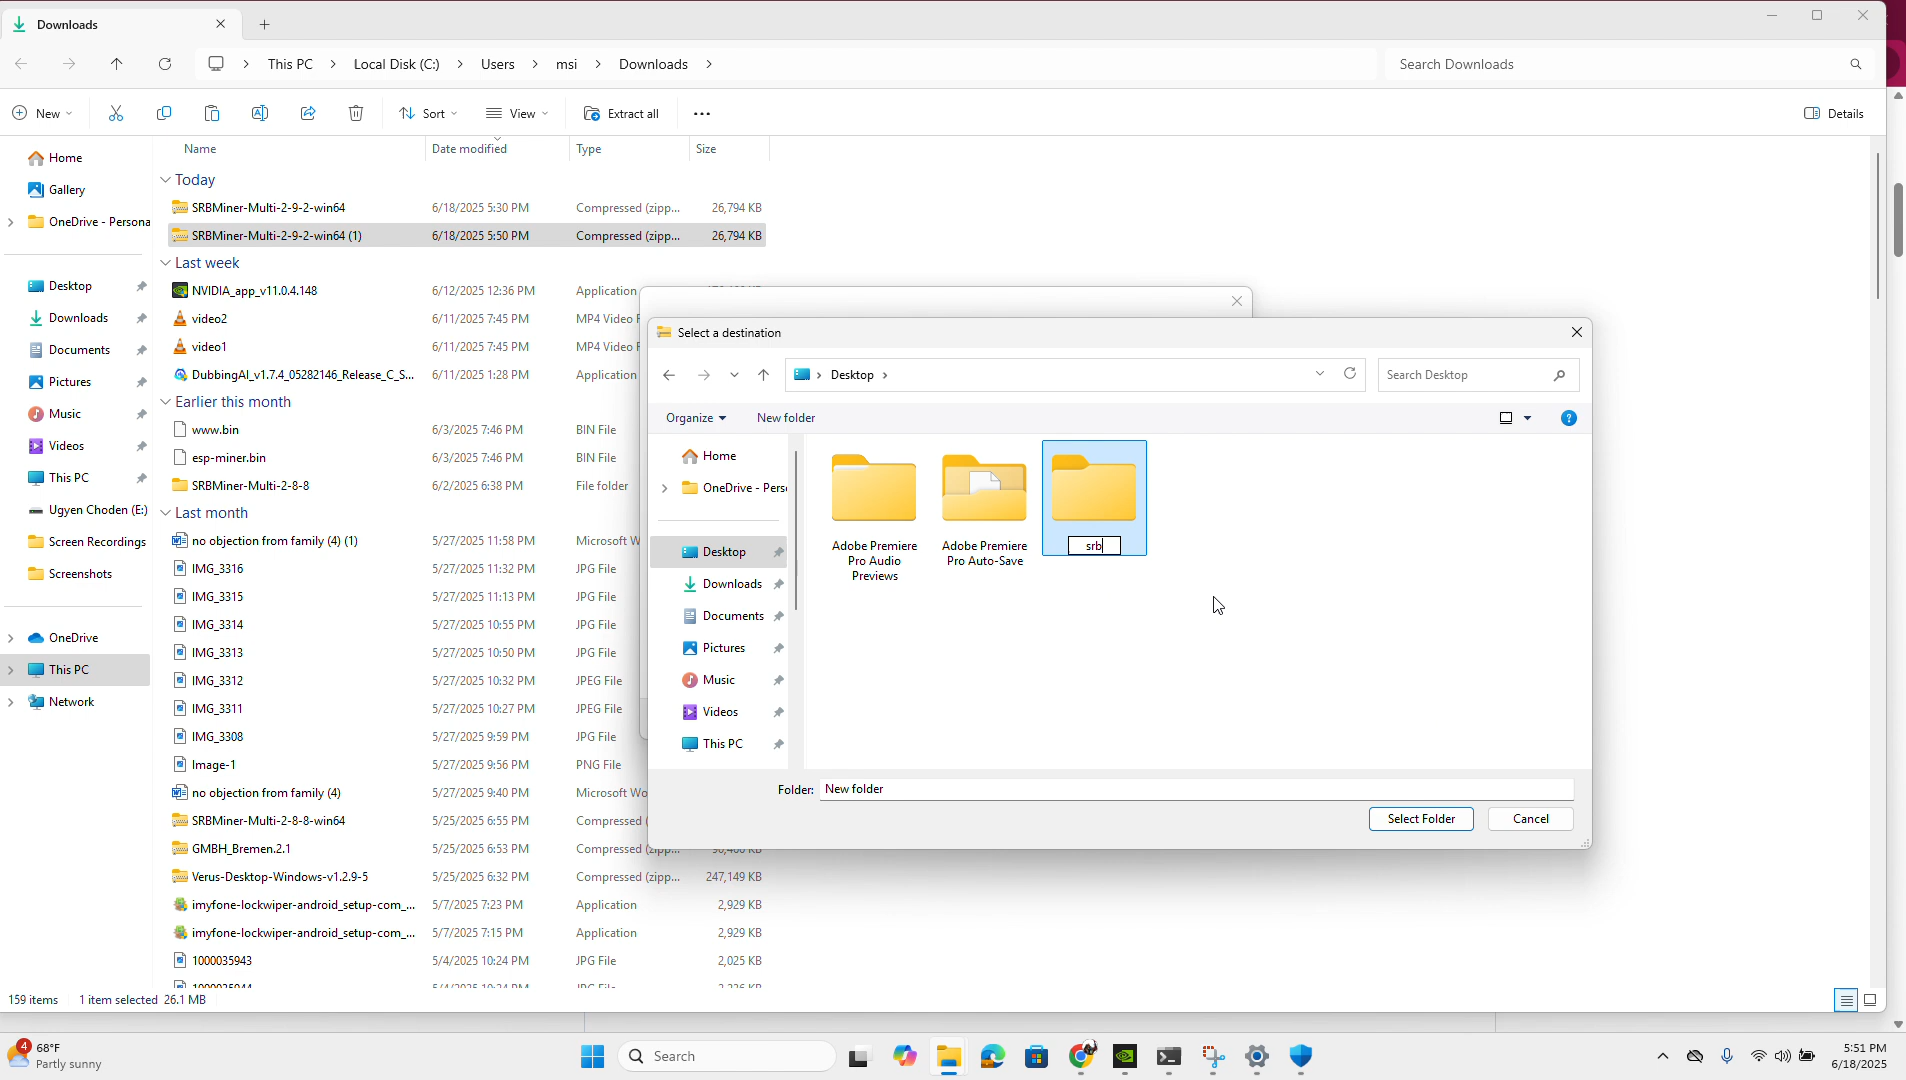 Downloads
This PC
Local Disk (C:)
Users
msi
Downloads
Search Downloads
New
Sort
View
Extract all
Details
Home
Gallery
OneDrive - Persona
Desktop
Downloads
Documents
Pictures
Music
Videos
This PC
Ugyen Choden (E:)
Screen Recordings
Screenshots
OneDrive
This PC
Network
Name Date modified Type Size
Today
SRBMiner-Multi-2-9-2-win64 6/18/2025 5:30 PM Compressed (zipp... 26,794 KB
SRBMiner-Multi-2-9-2-win64 (1) 6/18/2025 5:50 PM Compressed (zipp... 26,794 KB
Last week
NVIDIA_app_v11.0.4.148 6/12/2025 12:36 PM Application
video2 6/11/2025 7:45 PM MP4 Video F
video1 6/11/2025 7:45 PM MP4 Video F
DubbingAI_v1.7.4_05282146_Release_C_S... 6/11/2025 1:28 PM Application
Earlier this month
www.bin 6/3/2025 7:46 PM BIN File
esp-miner.bin 6/3/2025 7:46 PM BIN File
SRBMiner-Multi-2-8-8 6/2/2025 6:38 PM File folder
Last month
no objection from family (4) (1) 5/27/2025 11:58 PM Microsoft W
IMG_3316 5/27/2025 11:32 PM JPG File
IMG_3315 5/27/2025 11:13 PM JPG File
IMG_3314 5/27/2025 10:55 PM JPG File
IMG_3313 5/27/2025 10:50 PM JPG File
IMG_3312 5/27/2025 10:32 PM JPEG File
IMG_3311 5/27/2025 10:27 PM JPEG File
IMG_3308 5/27/2025 9:59 PM JPG File
Image-1 5/27/2025 9:56 PM PNG File
no objection from family (4) 5/27/2025 9:40 PM Microsoft Wo
SRBMiner-Multi-2-8-8-win64 5/25/2025 6:55 PM Compressed (
GMBH_Bremen.2.1 5/25/2025 6:53 PM Compressed (zipp...
Verus-Desktop-Windows-v1.2.9-5 5/25/2025 6:32 PM Compressed (zipp... 247,149 KB
imyfone-lockwiper-android_setup-com_... 5/7/2025 7:23 PM Application 2,929 KB
imyfone-lockwiper-android_setup-com_... 5/7/2025 7:15 PM Application 2,929 KB
1000035943 5/4/2025 10:24 PM JPG File 2,025 KB
159 items 1 item selected 26.1 MB
Select a destination
Desktop
Search Desktop
Organize
New folder
Home
OneDrive - Pers
Desktop
Downloads
Documents
Pictures
Music
Videos
This PC
Adobe Premiere
Pro Audio
Previews
Adobe Premiere
Pro Auto-Save
srb
Folder: New folder
Select Folder
Cancel
4
68°F
Partly sunny
Search
5:51 PM
6/18/2025